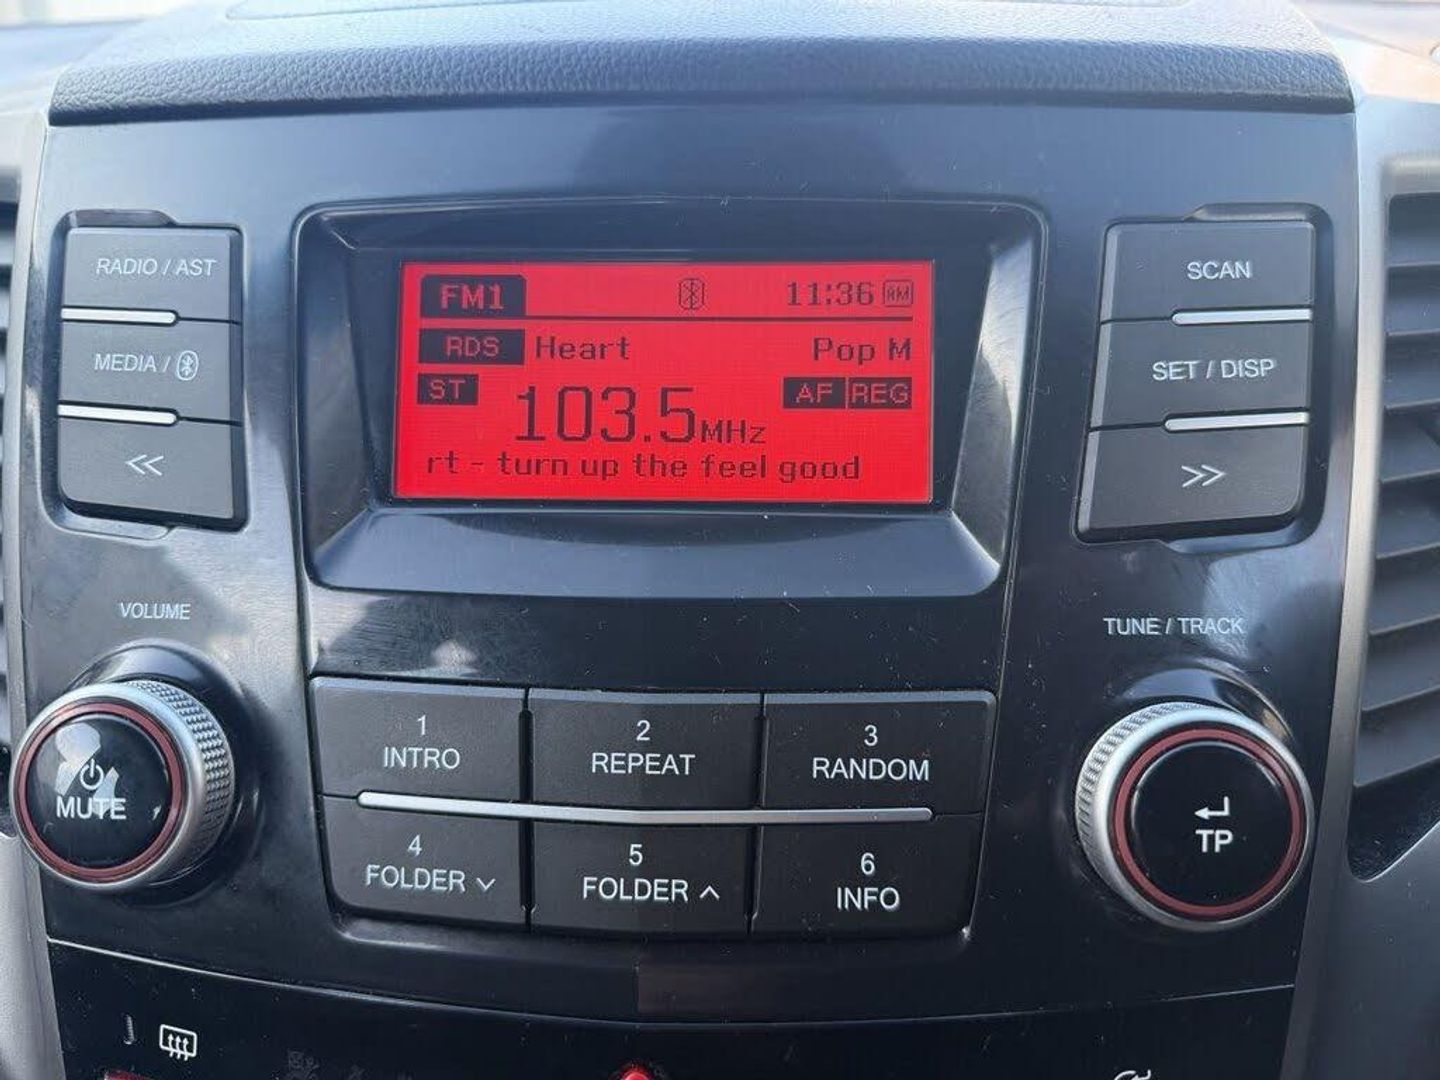 RADIO / AST
MEDIA /
<<
FM1
11:36 AM
RDS Heart Pop M
ST 103.5MHz AF REG
rt - turn up the feel good
SCAN
SET / DISP
>>
VOLUME
MUTE
1
INTRO
2
REPEAT
3
RANDOM
4
FOLDER
5
FOLDER
6
INFO
TUNE / TRACK
TP